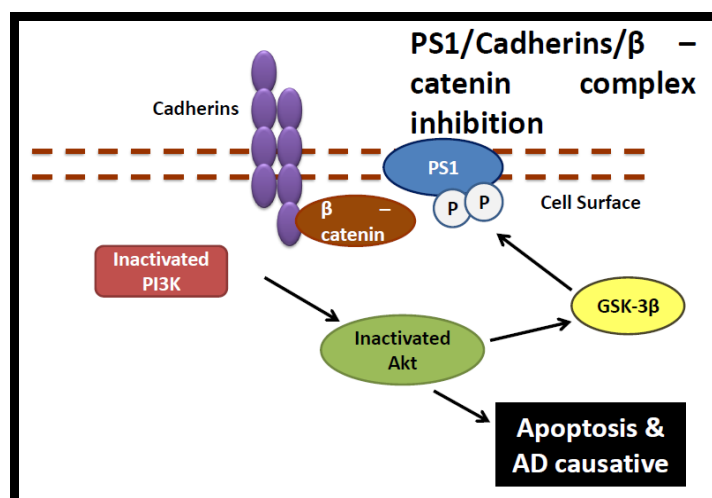 PS1/Cadherins/β –
catenin complex
inhibition
Cadherins
PS1
P P
Cell Surface
β –
catenin
Inactivated
PI3K
GSK-3β
Inactivated
Akt
Apoptosis &
AD causative